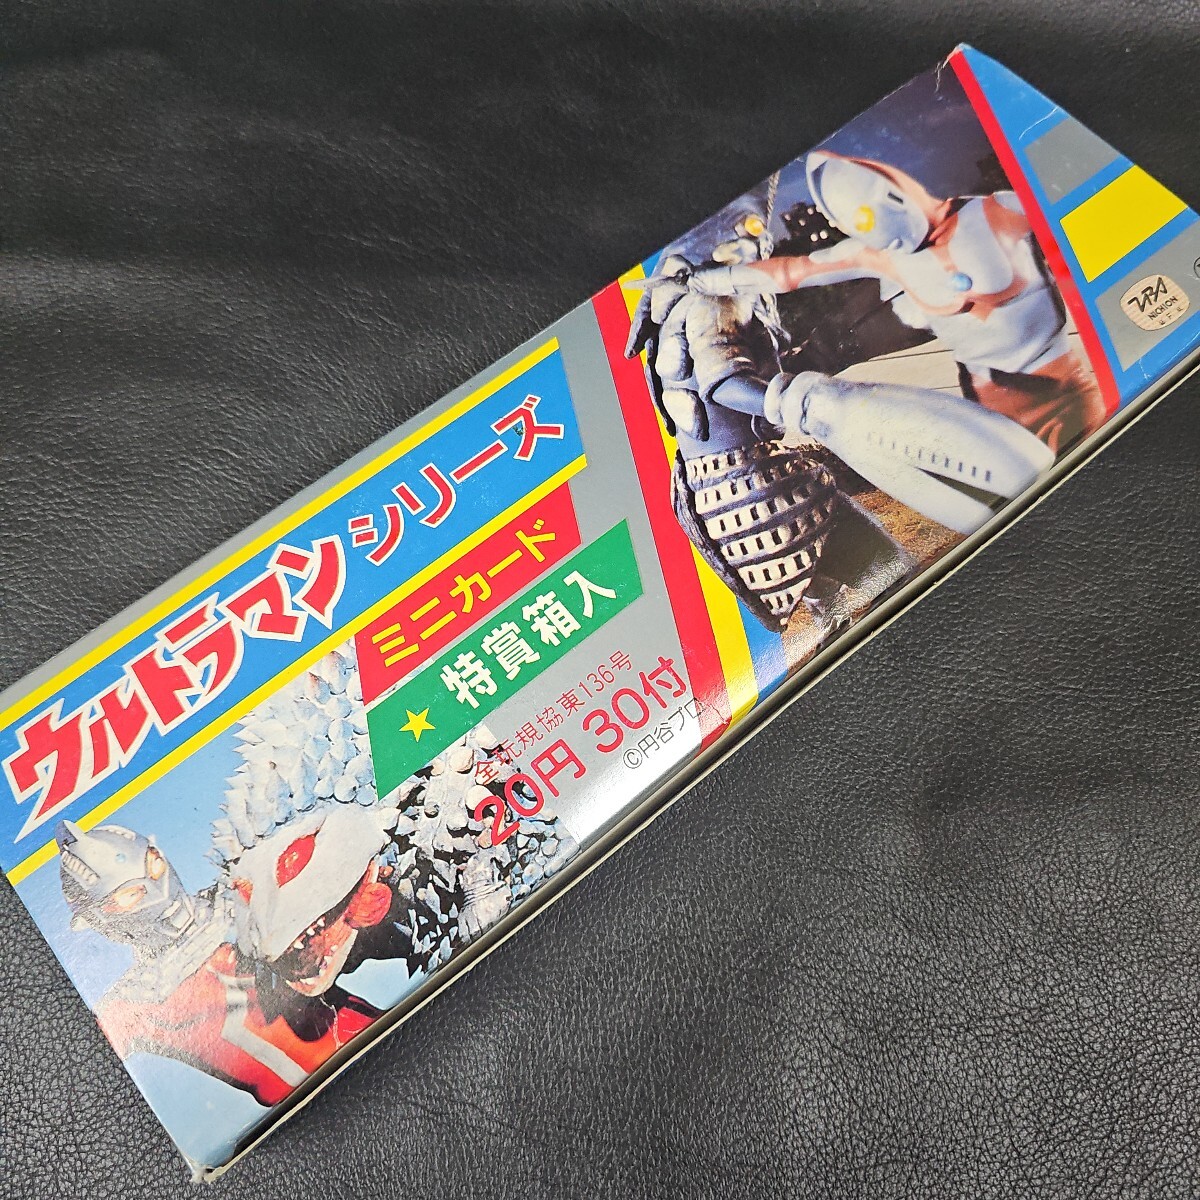 ウルトラマンシリーズ
ミニカード
★特賞箱入
全玩規協東136号
20円 30付
©円谷プロ
NCHON